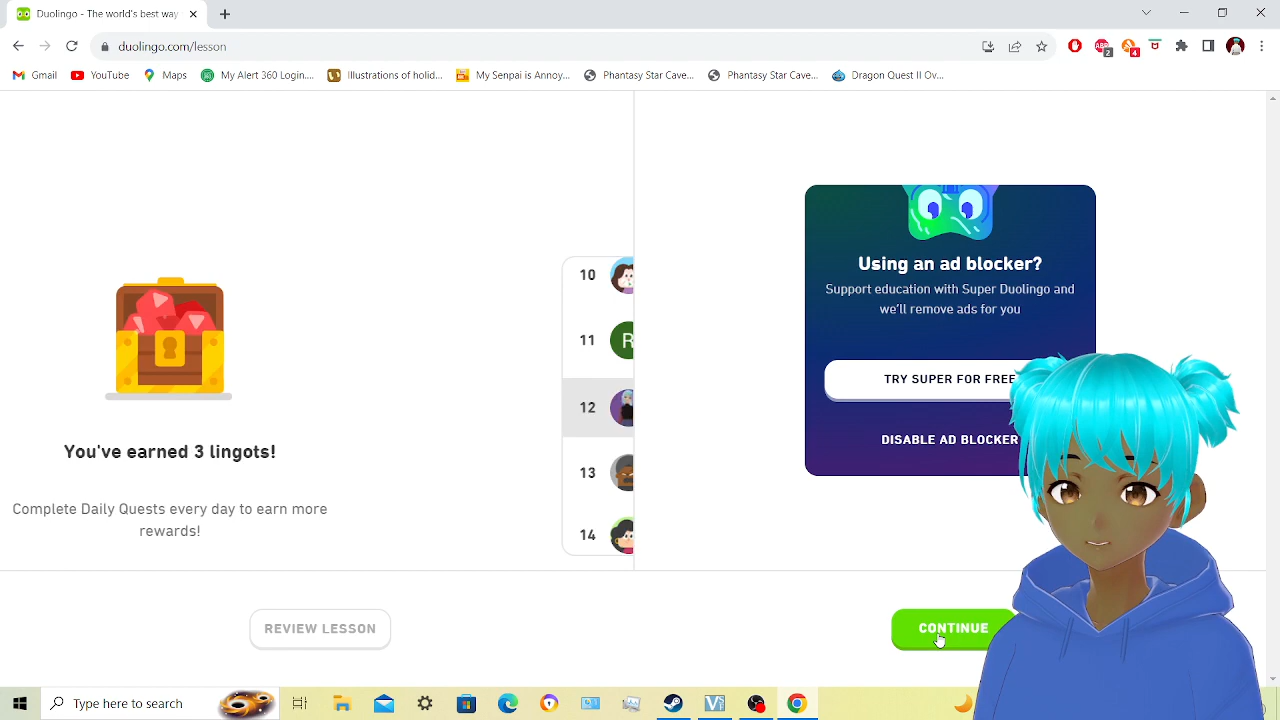 Duolingo - The world's best way
duolingo.com/lesson
2
4
Gmail
YouTube
Maps
My Alert 360 Login....
Illustrations of holid...
My Senpai is Annoy...
Phantasy Star Cave...
Phantasy Star Cave...
Dragon Quest II Ov...
You've earned 3 lingots!
Complete Daily Quests every day to earn more
rewards!
10
11
R
12
13
14
Using an ad blocker?
Support education with Super Duolingo and
we'll remove ads for you
TRY SUPER FOR FREE
DISABLE AD BLOCKER
REVIEW LESSON
CONTINUE
Type here to search